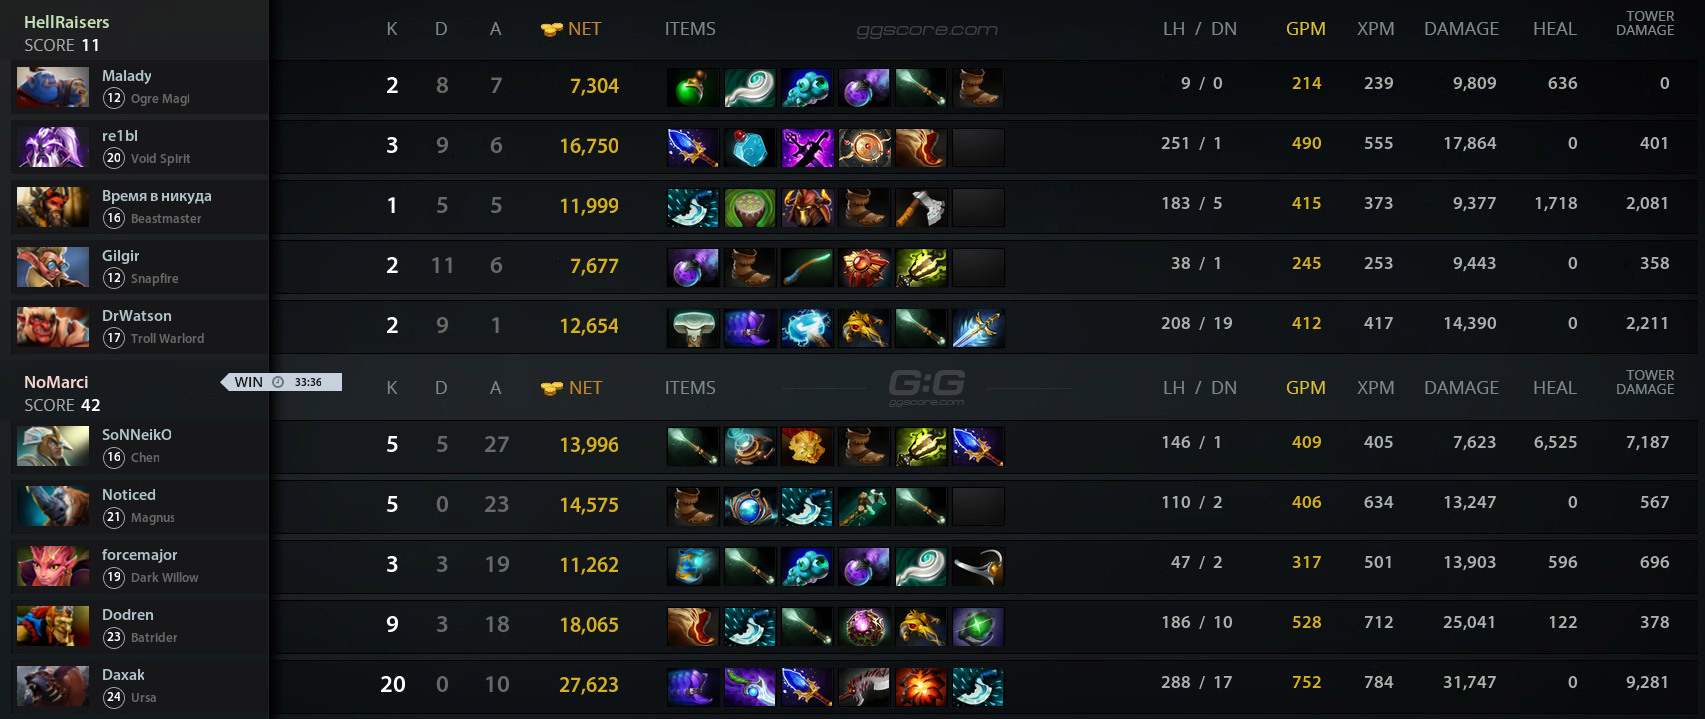 HellRaisers
SCORE 11
K D A NET ITEMS ggscore.com LH / DN GPM XPM DAMAGE HEAL TOWER DAMAGE
Malady
12 Ogre Magi
2 8 7 7,304 9 / 0 214 239 9,809 636 0
re1bl
20 Void Spirit
3 9 6 16,750 251 / 1 490 555 17,864 0 401
Время в никуда
16 Beastmaster
1 5 5 11,999 183 / 5 415 373 9,377 1,718 2,081
Gilgir
12 Snapfire
2 11 6 7,677 38 / 1 245 253 9,443 0 358
DrWatson
17 Troll Warlord
2 9 1 12,654 208 / 19 412 417 14,390 0 2,211
NoMarci
WIN 33:36
SCORE 42
K D A NET ITEMS G:G ggscore.com LH / DN GPM XPM DAMAGE HEAL TOWER DAMAGE
SoNNeikO
16 Chen
5 5 27 13,996 146 / 1 409 405 7,623 6,525 7,187
Noticed
21 Magnus
5 0 23 14,575 110 / 2 406 634 13,247 0 567
forcemajor
19 Dark Willow
3 3 19 11,262 47 / 2 317 501 13,903 596 696
Dodren
23 Batrider
9 3 18 18,065 186 / 10 528 712 25,041 122 378
Daxak
24 Ursa
20 0 10 27,623 288 / 17 752 784 31,747 0 9,281